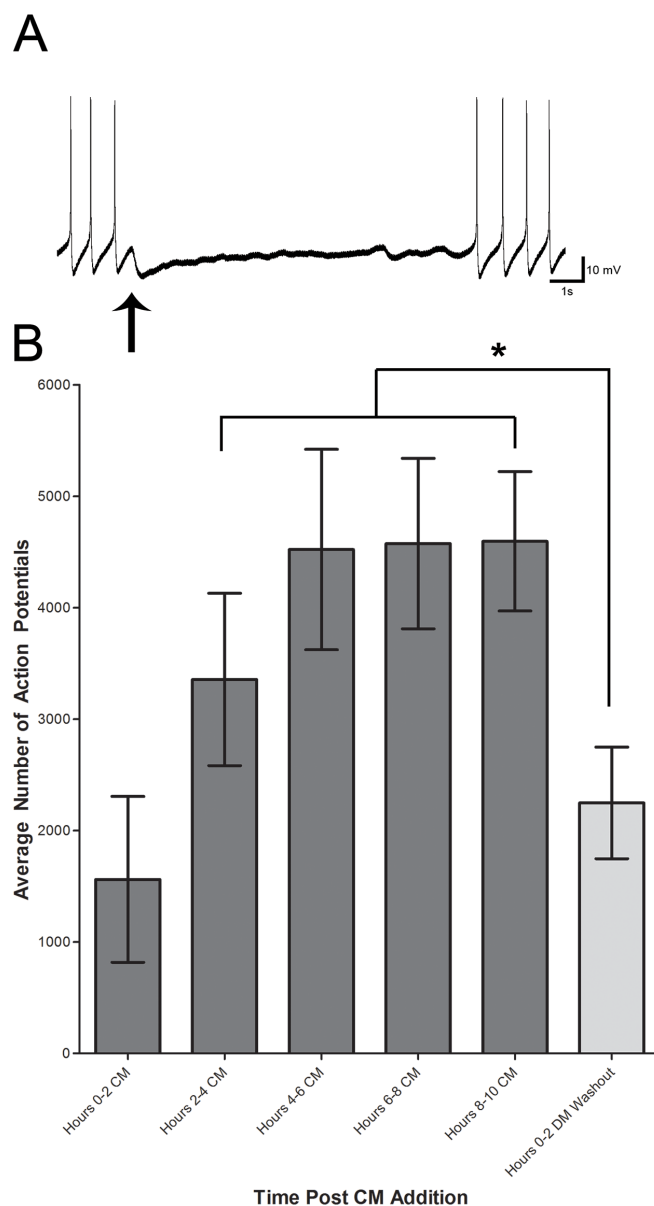 A
10 mV
1s
B
*
6000
5000
4000
3000
2000
1000
0
Average Number of Action Potentials
Hours 0-2 CM
Hours 2-4 CM
Hours 4-6 CM
Hours 6-8 CM
Hours 8-10 CM
Hours 0-2 DM Washout
Time Post CM Addition